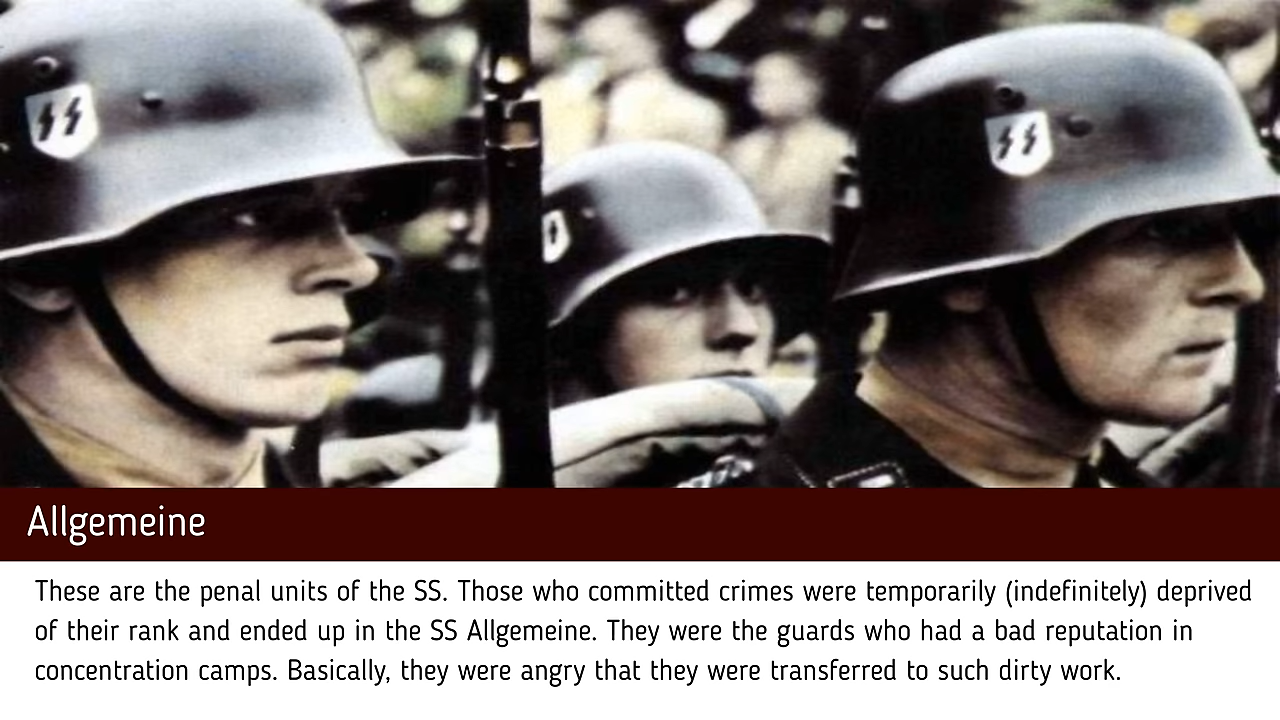 Allgemeine
These are the penal units of the SS. Those who committed crimes were temporarily (indefinitely) deprived
of their rank and ended up in the SS Allgemeine. They were the guards who had a bad reputation in
concentration camps. Basically, they were angry that they were transferred to such dirty work.